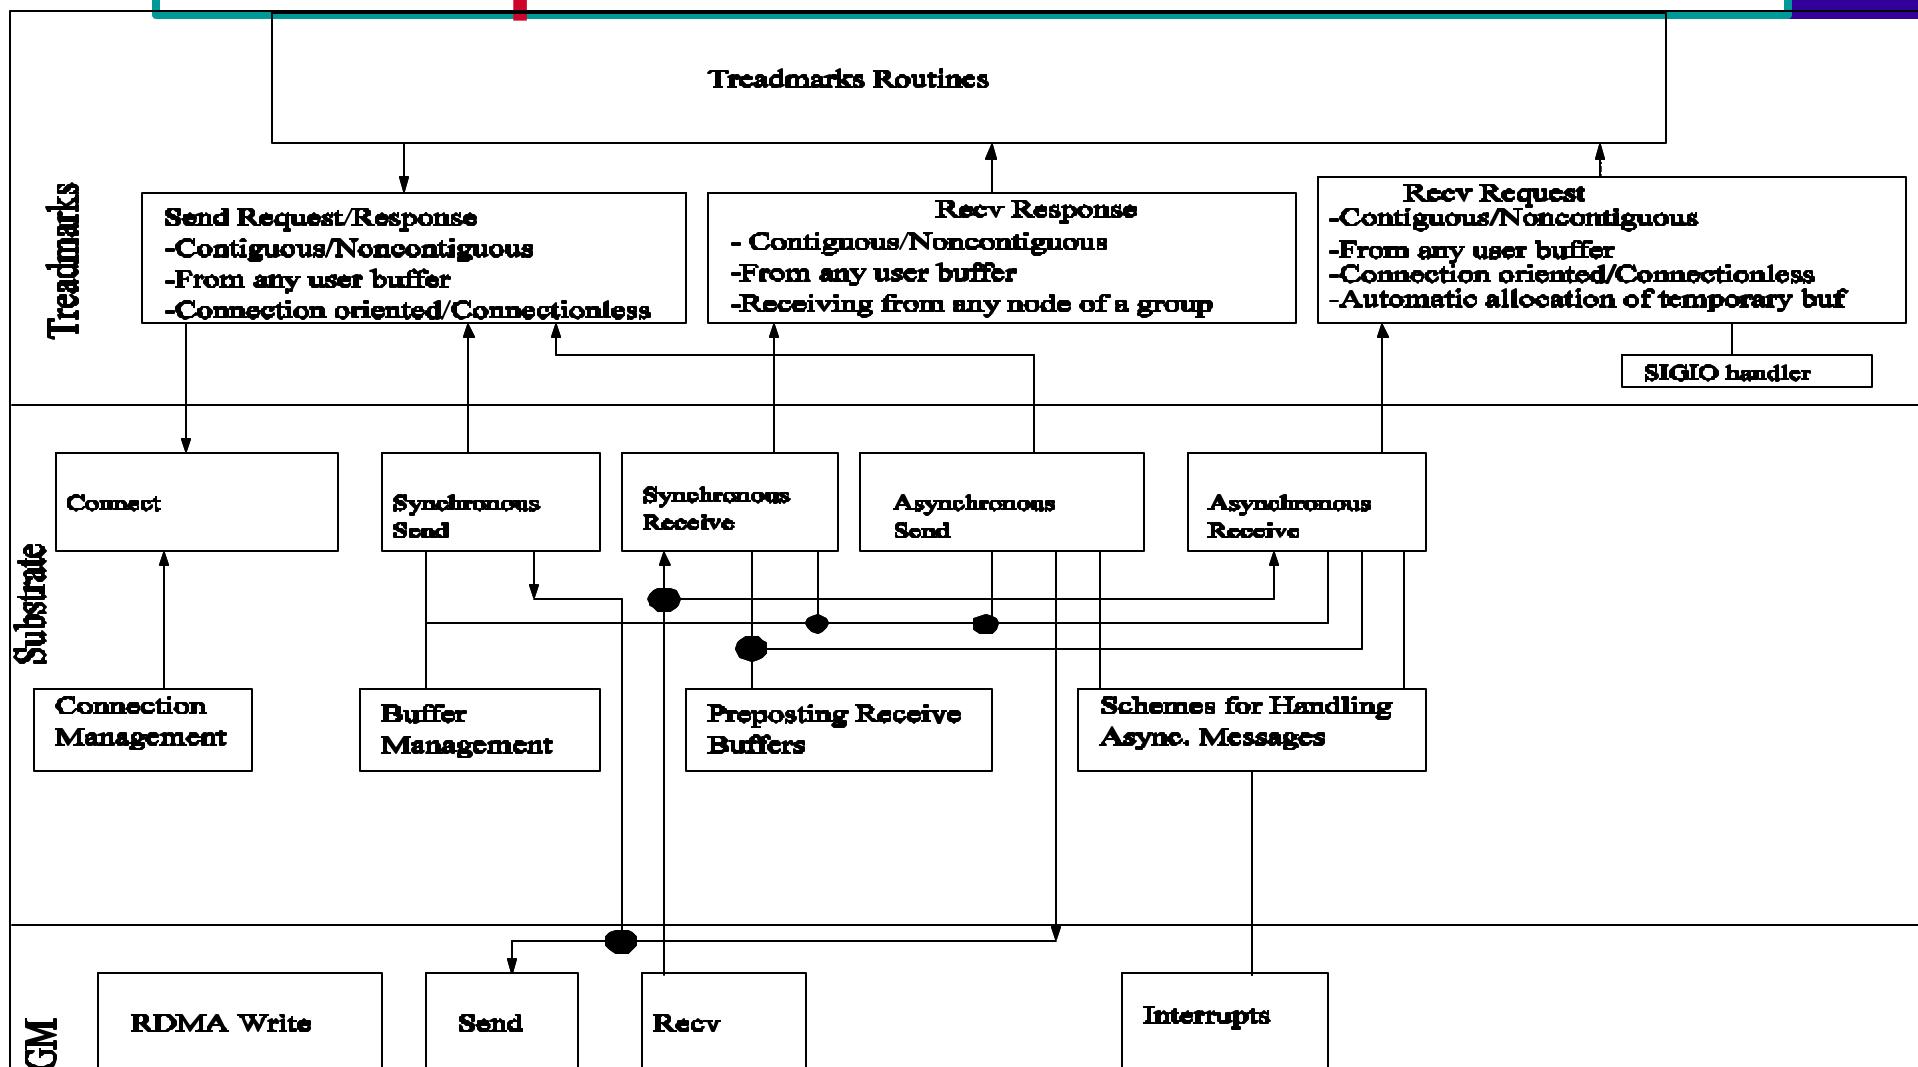 Treadmarks Routines
Treadmarks
Send Request/Response
-Contiguous/Noncontiguous
-From any user buffer
-Connection oriented/Connectionless
Recv Response
- Contiguous/Noncontiguous
-From any user buffer
-Receiving from any node of a group
Recv Request
-Contiguous/Noncontiguous
-From any user buffer
-Connection oriented/Connectionless
-Automatic allocation of temporary buf
SIGIO handler
Substrate
Connect
Synchronous
Send
Synchronous
Receive
Asynchronous
Send
Asynchronous
Receive
Connection
Management
Buffer
Management
Preposting Receive
Buffers
Schemes for Handling
Async. Messages
GM
RDMA Write
Send
Recv
Interrupts